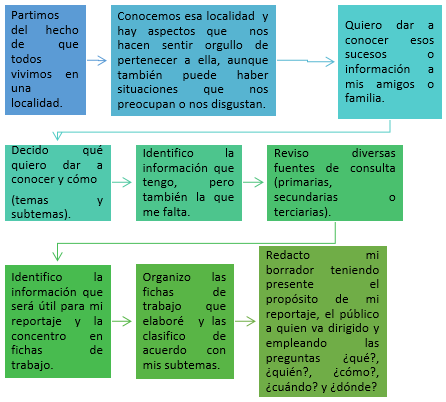 Partimos
del hecho
de que
todos
vivimos en
una
localidad.
Conocemos esa localidad y
hay aspectos que nos
hacen sentir orgullo de
pertenecer a ella, aunque
también puede haber
situaciones que nos
preocupan o nos disgustan.
Quiero dar a
conocer esos
sucesos o
información a
mis amigos o
familia.
Decido qué
quiero dar a
conocer y cómo
(temas y
subtemas).
Identifico la
información que
tengo, pero
también la que
me falta.
Reviso diversas
fuentes de consulta
(primarias,
secundarias o
terciarias).
Identifico la
información que
será útil para mi
reportaje y la
concentro en
fichas de
trabajo.
Organizo las
fichas de
trabajo que
elaboré y las
clasifico de
acuerdo con
mis subtemas.
Redacto mi
borrador teniendo
presente el
propósito de mi
reportaje, el público
a quien va dirigido y
empleando las
preguntas ¿qué?,
¿quién?, ¿cómo?,
¿cuándo? y ¿dónde?